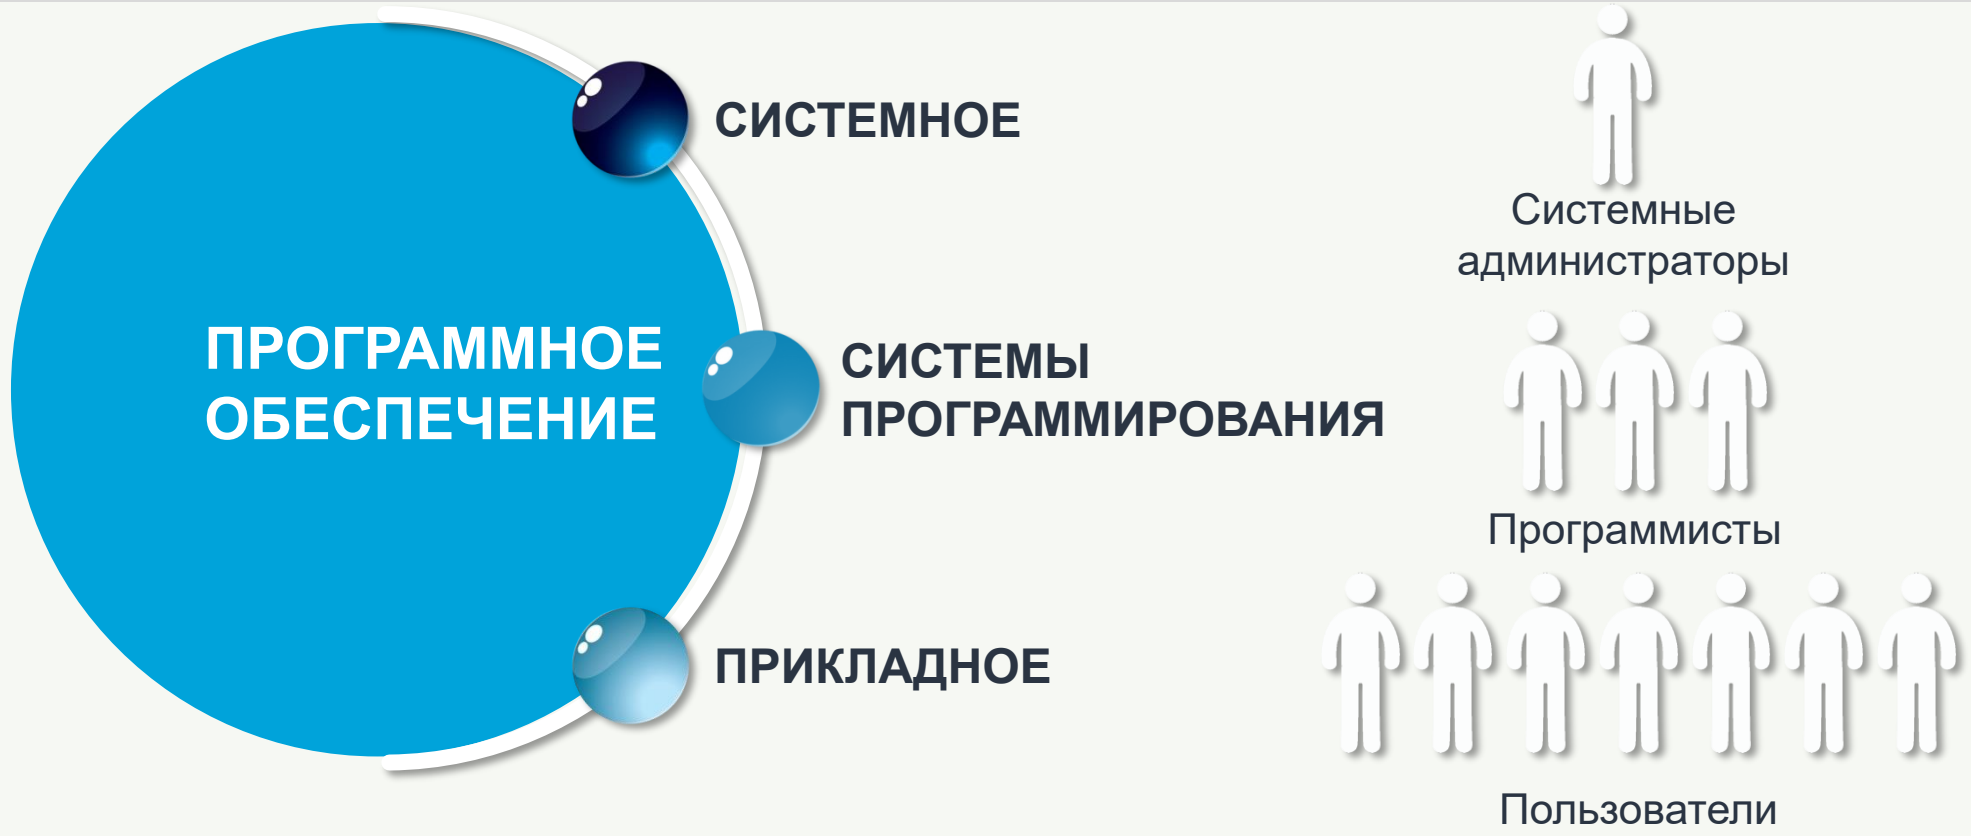 ПРОГРАММНОЕ
ОБЕСПЕЧЕНИЕ
СИСТЕМНОЕ
СИСТЕМЫ
ПРОГРАММИРОВАНИЯ
ПРИКЛАДНОЕ
Системные
администраторы
Программисты
Пользователи